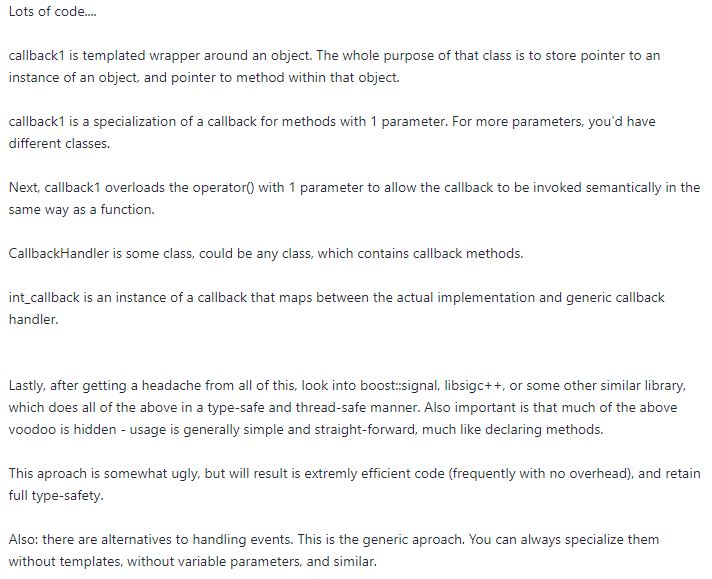 Lots of code....
callback1 is templated wrapper around an object. The whole purpose of that class is to store pointer to an
instance of an object, and pointer to method within that object.
callback1 is a specialization of a callback for methods with 1 parameter. For more parameters, you'd have
different classes.
Next, callback1 overloads the operator() with 1 parameter to allow the callback to be invoked semantically in the
same way as a function.
CallbackHandler is some class, could be any class, which contains callback methods.
int_callback is an instance of a callback that maps between the actual implementation and generic callback
handler.
Lastly, after getting a headache from all of this, look into boost::signal, libsigc++, or some other similar library,
which does all of the above in a type-safe and thread-safe manner. Also important is that much of the above
voodoo is hidden - usage is generally simple and straight-forward, much like declaring methods.
This aproach is somewhat ugly, but will result is extremly efficient code (frequently with no overhead), and retain
full type-safety.
Also: there are alternatives to handling events. This is the generic aproach. You can always specialize them
without templates, without variable parameters, and similar.